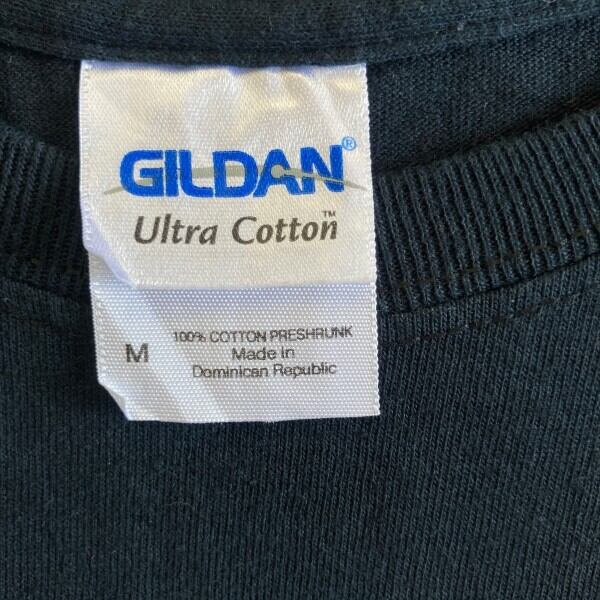 GILDAN®
Ultra Cotton™
M
100% COTTON PRESHRUNK
Made in
Dominican Republic